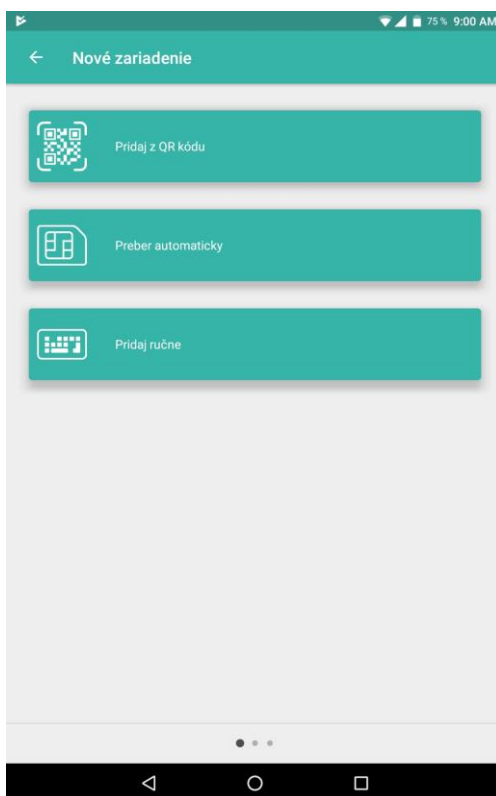 75 % 9:00 AM
Nové zariadenie
Pridaj z QR kódu
Preber automaticky
Pridaj ručne